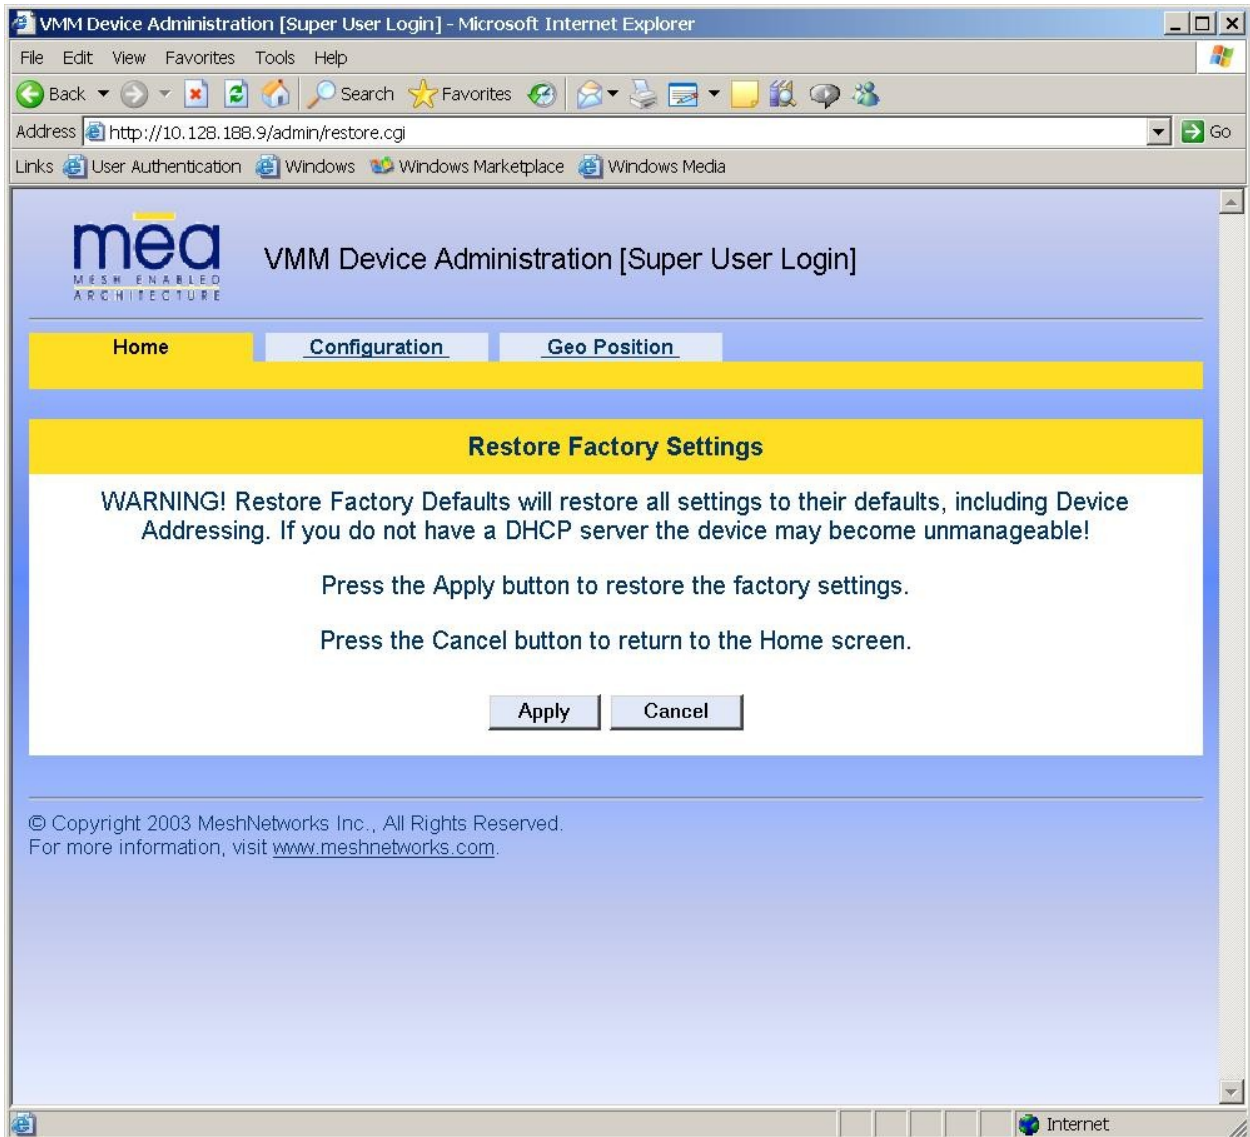 VMM Device Administration [Super User Login] - Microsoft Internet Explorer
File Edit View Favorites Tools Help
Back Search Favorites
Address http://10.128.188.9/admin/restore.cgi Go
Links User Authentication Windows Windows Marketplace Windows Media
mea
MESH ENABLED
ARCHITECTURE
VMM Device Administration [Super User Login]
Home Configuration Geo Position
Restore Factory Settings
WARNING! Restore Factory Defaults will restore all settings to their defaults, including Device
Addressing. If you do not have a DHCP server the device may become unmanageable!
Press the Apply button to restore the factory settings.
Press the Cancel button to return to the Home screen.
Apply Cancel
© Copyright 2003 MeshNetworks Inc., All Rights Reserved.
For more information, visit www.meshnetworks.com.
Internet